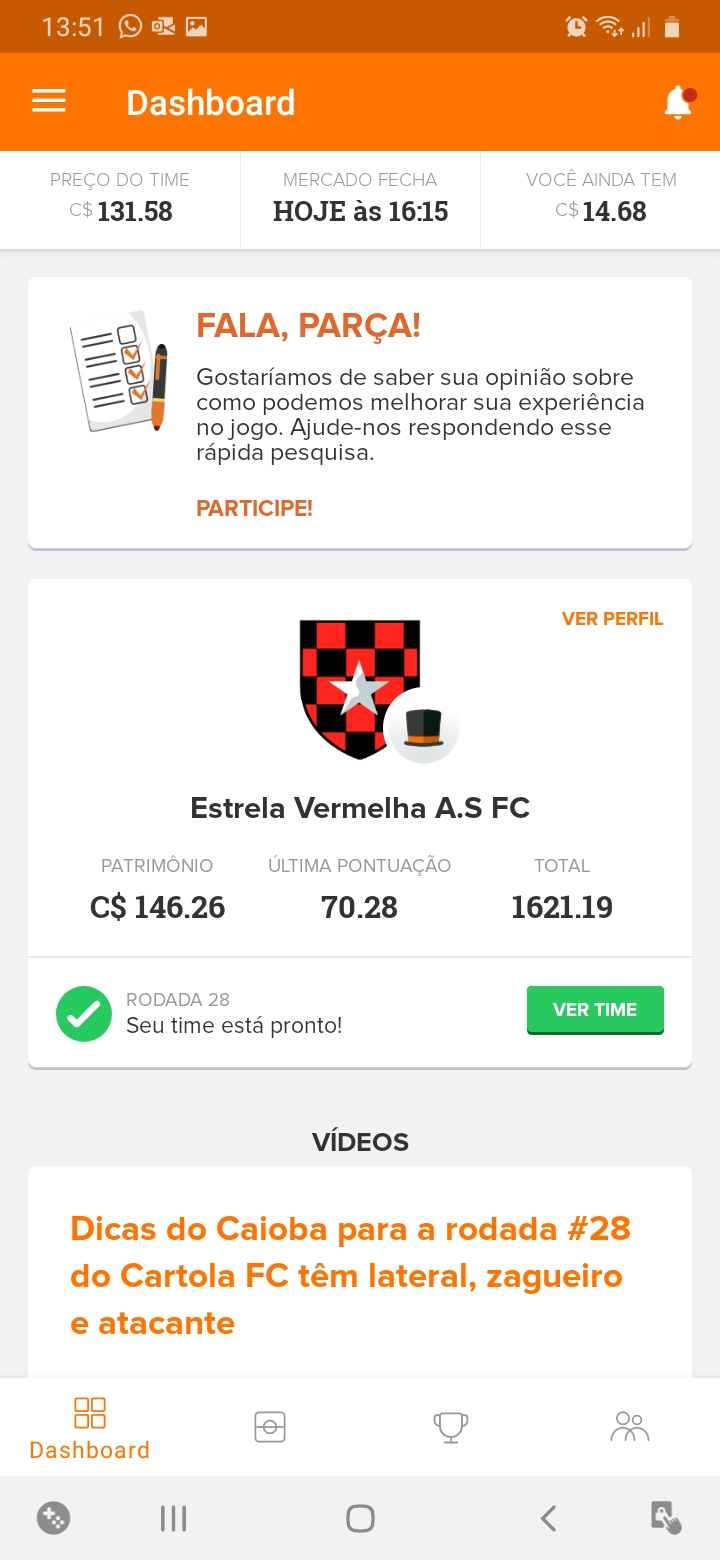 13:51
Dashboard
PREÇO DO TIME
C$ 131.58
MERCADO FECHA
HOJE às 16:15
VOCÊ AINDA TEM
C$ 14.68
FALA, PARÇA!
Gostaríamos de saber sua opinião sobre
como podemos melhorar sua experiência
no jogo. Ajude-nos respondendo esse
rápida pesquisa.
PARTICIPE!
VER PERFIL
Estrela Vermelha A.S FC
PATRIMÔNIO
C$ 146.26
ÚLTIMA PONTUAÇÃO
70.28
TOTAL
1621.19
RODADA 28
Seu time está pronto!
VER TIME
VÍDEOS
Dicas do Caioba para a rodada #28
do Cartola FC têm lateral, zagueiro
e atacante
Dashboard